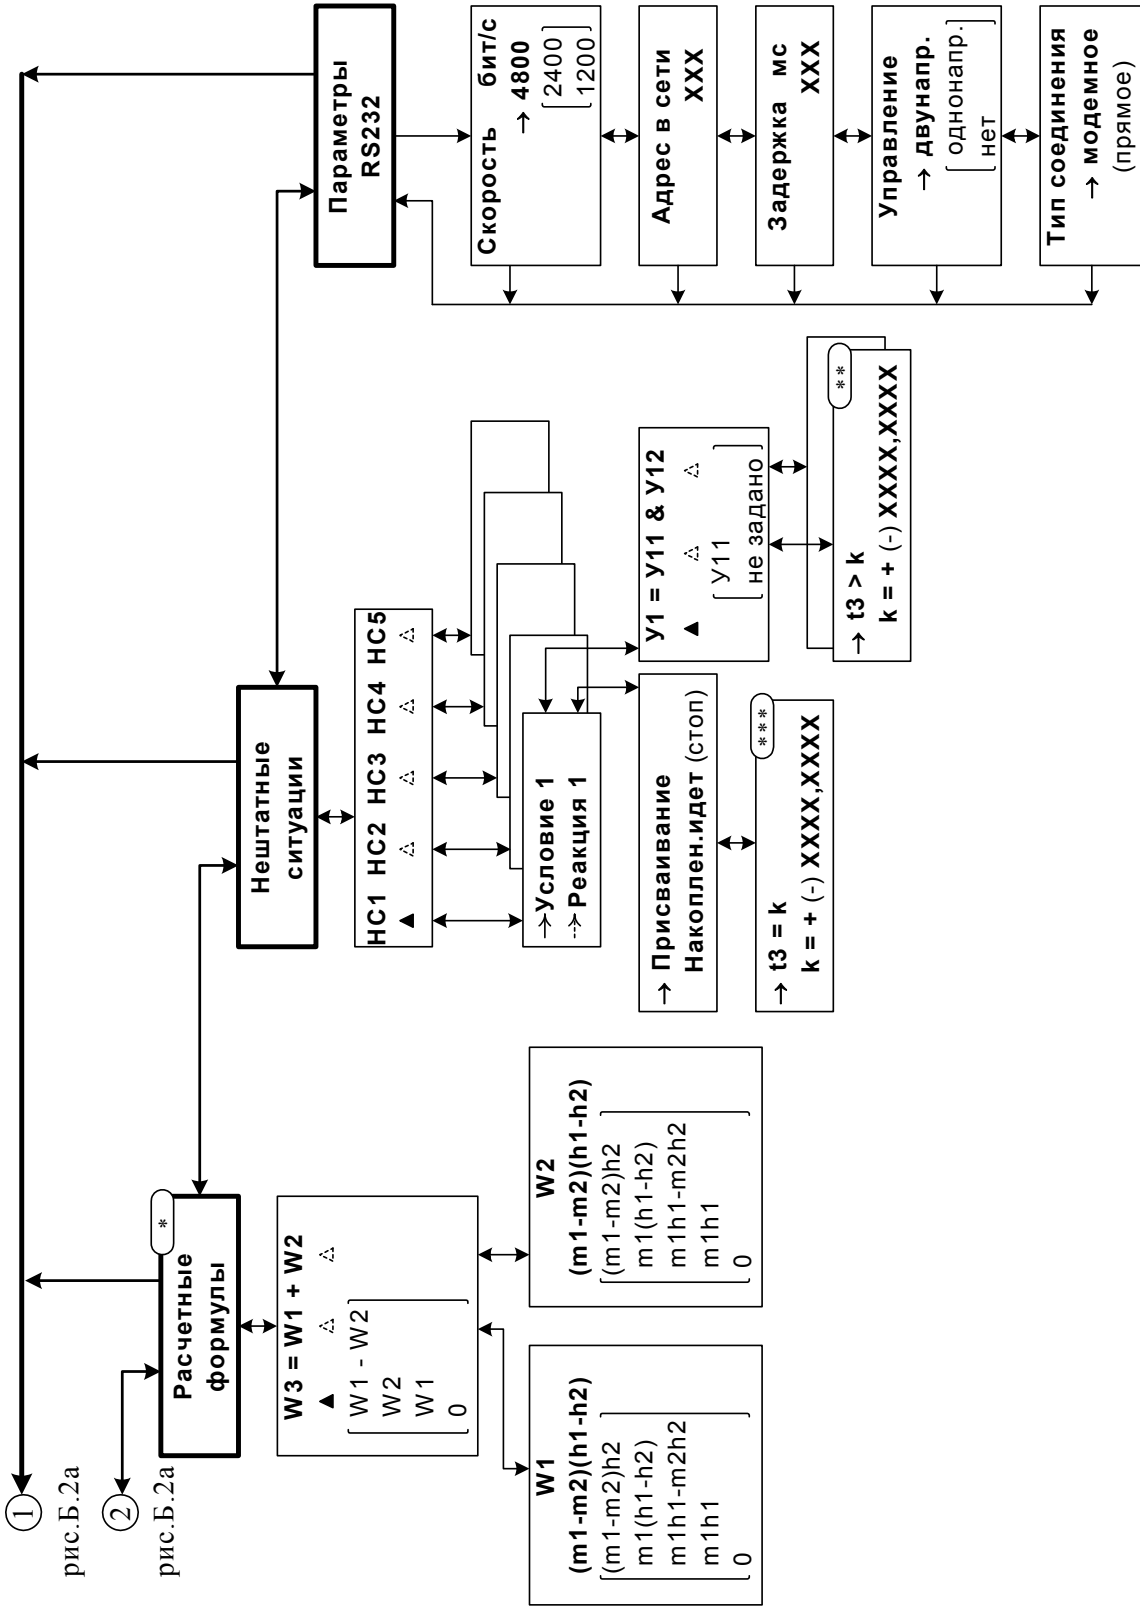 1
рис.Б.2а
2
рис.Б.2а
*
Расчетные
формулы
W3 = W1 + W2
W1 - W2
W2
W1
0
W1
(m1-m2)(h1-h2)
(m1-m2)h2
m1(h1-h2)
m1h1-m2h2
m1h1
0
W2
(m1-m2)(h1-h2)
(m1-m2)h2
m1(h1-h2)
m1h1-m2h2
m1h1
0
Нештатные
ситуации
НС1 НС2 НС3 НС4 НС5
Условие 1
Реакция 1
→ Присваивание
Накоплен.идет (стоп)
***
→ t3 = k
k = + (-) XXXX,XXXX
У1 = У11 & У12
У11
не задано
**
→ t3 > k
k = + (-) XXXX,XXXX
Параметры
RS232
Скорость бит/с
→ 4800
2400
1200
Адрес в сети
XXX
Задержка мс
XXX
Управление
→ двунапр.
однонапр.
нет
Тип соединения
→ модемное
(прямое)